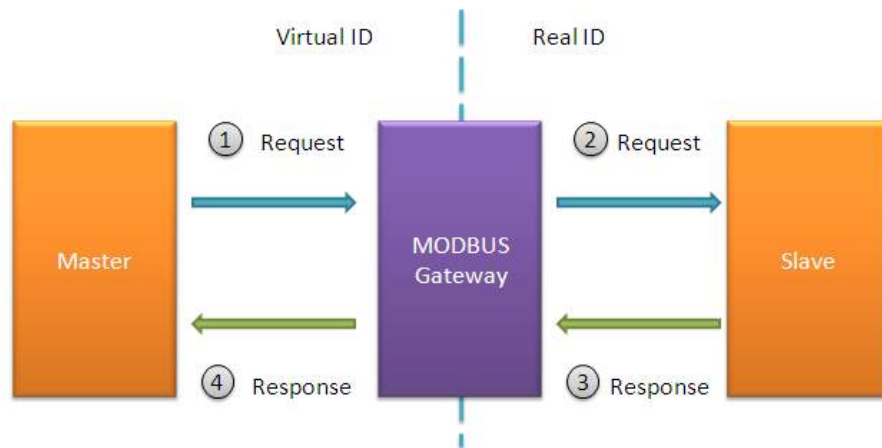 Virtual ID
Real ID
1 Request
2 Request
Master
MODBUS
Gateway
Slave
4 Response
3 Response